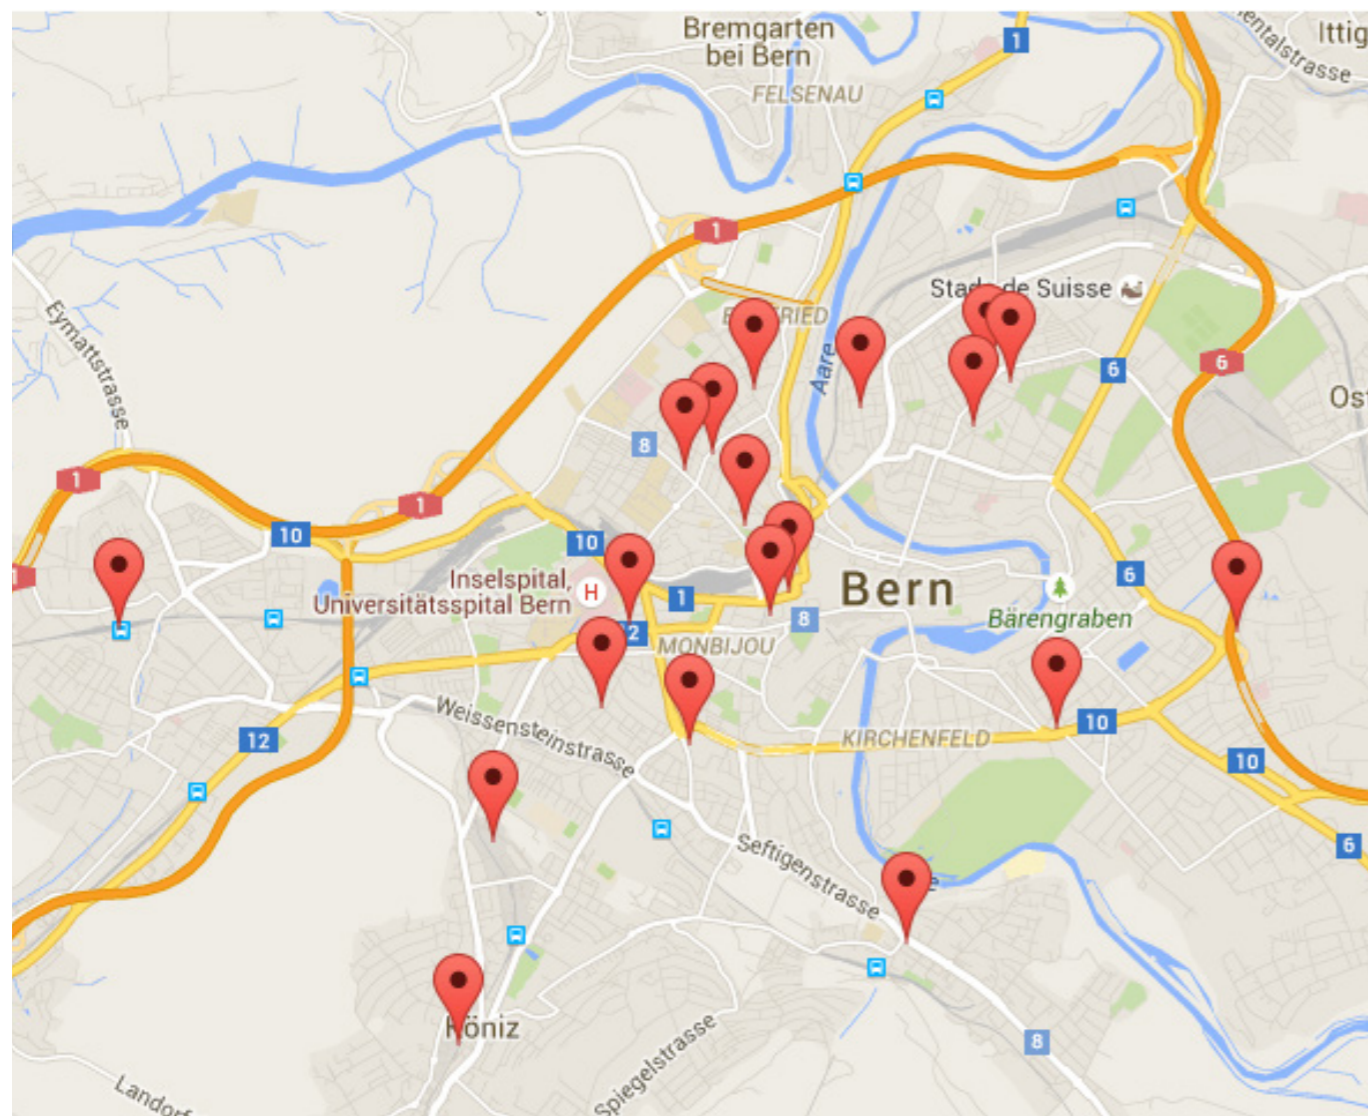 Bremgarten
bei Bern
FELSENAU
1
Ittig
entalstrasse
1
Eymattstrasse
Stade de Suisse
6
6
Aare
Ost
8
1
1
10
10
Inselspital,
Universitätsspital Bern
H
1
12
8
Bern
Bärengraben
6
MONBIJOU
Weissensteinstrasse
12
KIRCHENFELD
10
10
6
Seftigenstrasse
Köniz
8
Spiegelstrasse
Landorf